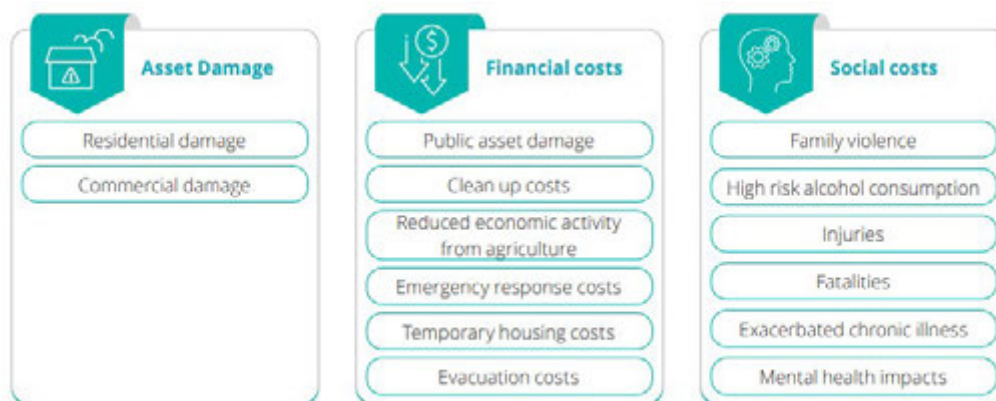 Asset Damage
Residential damage
Commercial damage
$
Financial costs
Public asset damage
Clean up costs
Reduced economic activity
from agriculture
Emergency response costs
Temporary housing costs
Evacuation costs
Social costs
Family violence
High risk alcohol consumption
Injuries
Fatalities
Exacerbated chronic illness
Mental health impacts